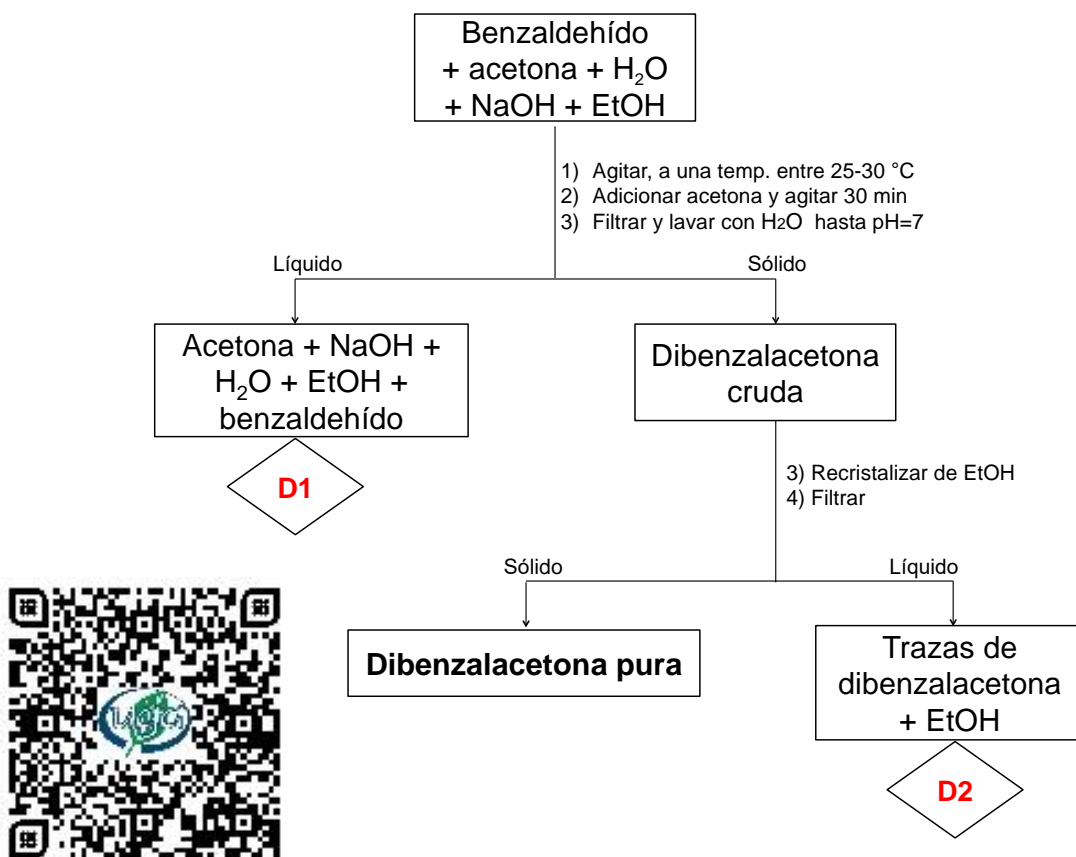 Benzaldehído
+ acetona + H₂O
+ NaOH + EtOH
1) Agitar, a una temp. entre 25-30 °C
2) Adicionar acetona y agitar 30 min
3) Filtrar y lavar con H2O hasta pH=7
Líquido
Sólido
Acetona + NaOH +
H₂O + EtOH +
benzaldehído
Dibenzalacetona
cruda
D1
3) Recristalizar de EtOH
4) Filtrar
Sólido
Líquido
Dibenzalacetona pura
Trazas de
dibenzalacetona
+ EtOH
D2